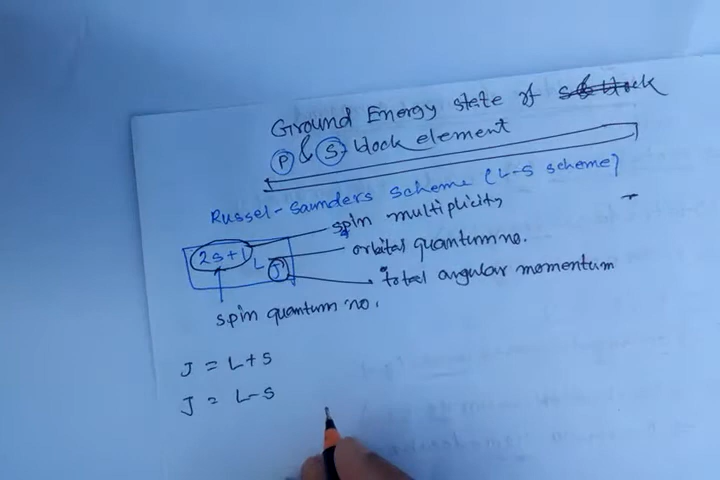 Ground Energy state of s block
P & S-block element
Russel-Saunders scheme (L-S scheme)
spin multiplicity
2s+1 L J
orbital quantum no.
total angular momentum
spin quantum no.
J = L+S
J = L-S